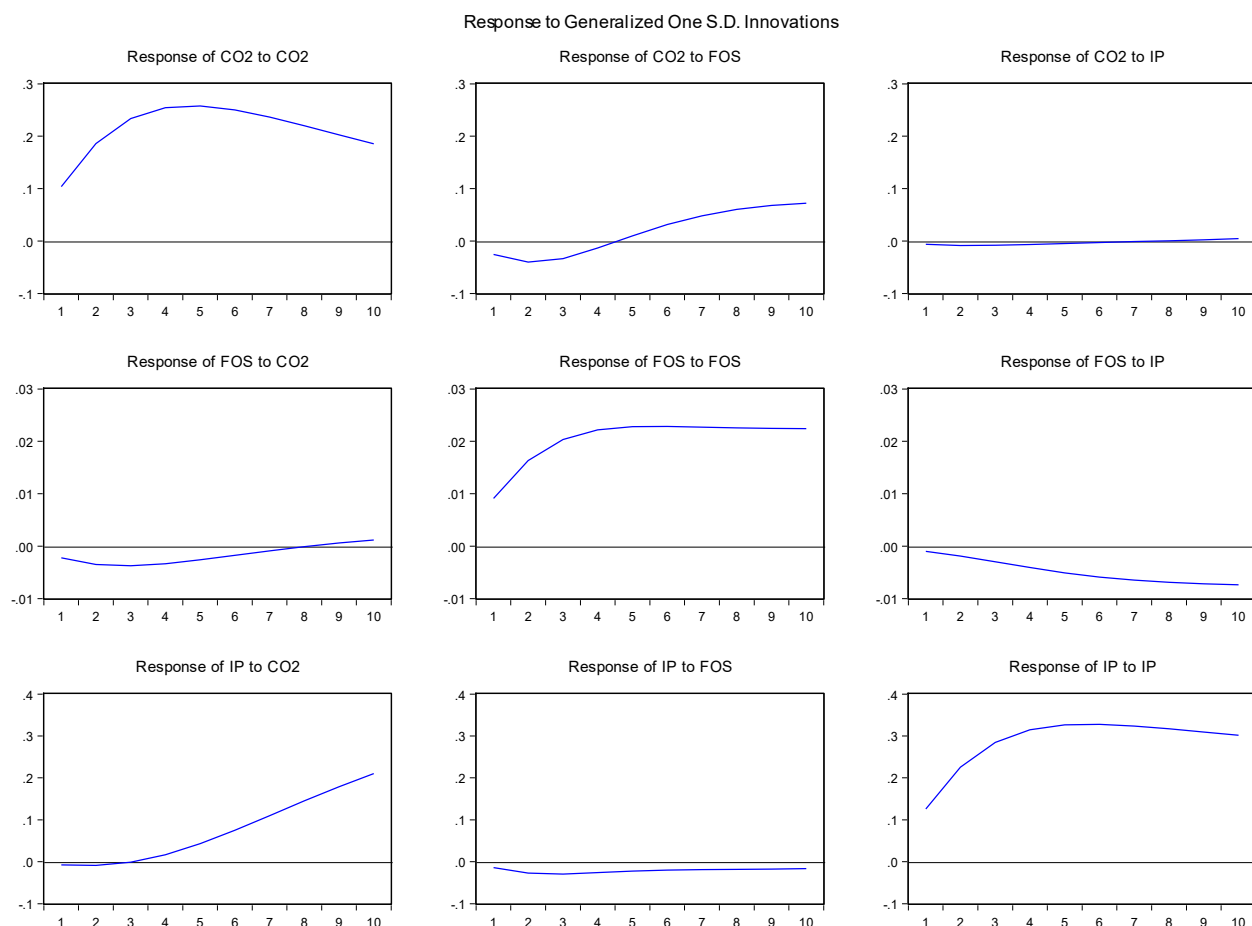 Response to Generalized One S.D. Innovations
Response of CO2 to CO2
.3
.2
.1
.0
-.1
1 2 3 4 5 6 7 8 9 10
Response of CO2 to FOS
.3
.2
.1
.0
-.1
1 2 3 4 5 6 7 8 9 10
Response of CO2 to IP
.3
.2
.1
.0
-.1
1 2 3 4 5 6 7 8 9 10
Response of FOS to CO2
.03
.02
.01
.00
-.01
1 2 3 4 5 6 7 8 9 10
Response of FOS to FOS
.03
.02
.01
.00
-.01
1 2 3 4 5 6 7 8 9 10
Response of FOS to IP
.03
.02
.01
.00
-.01
1 2 3 4 5 6 7 8 9 10
Response of IP to CO2
.4
.3
.2
.1
.0
-.1
1 2 3 4 5 6 7 8 9 10
Response of IP to FOS
.4
.3
.2
.1
.0
-.1
1 2 3 4 5 6 7 8 9 10
Response of IP to IP
.4
.3
.2
.1
.0
-.1
1 2 3 4 5 6 7 8 9 10